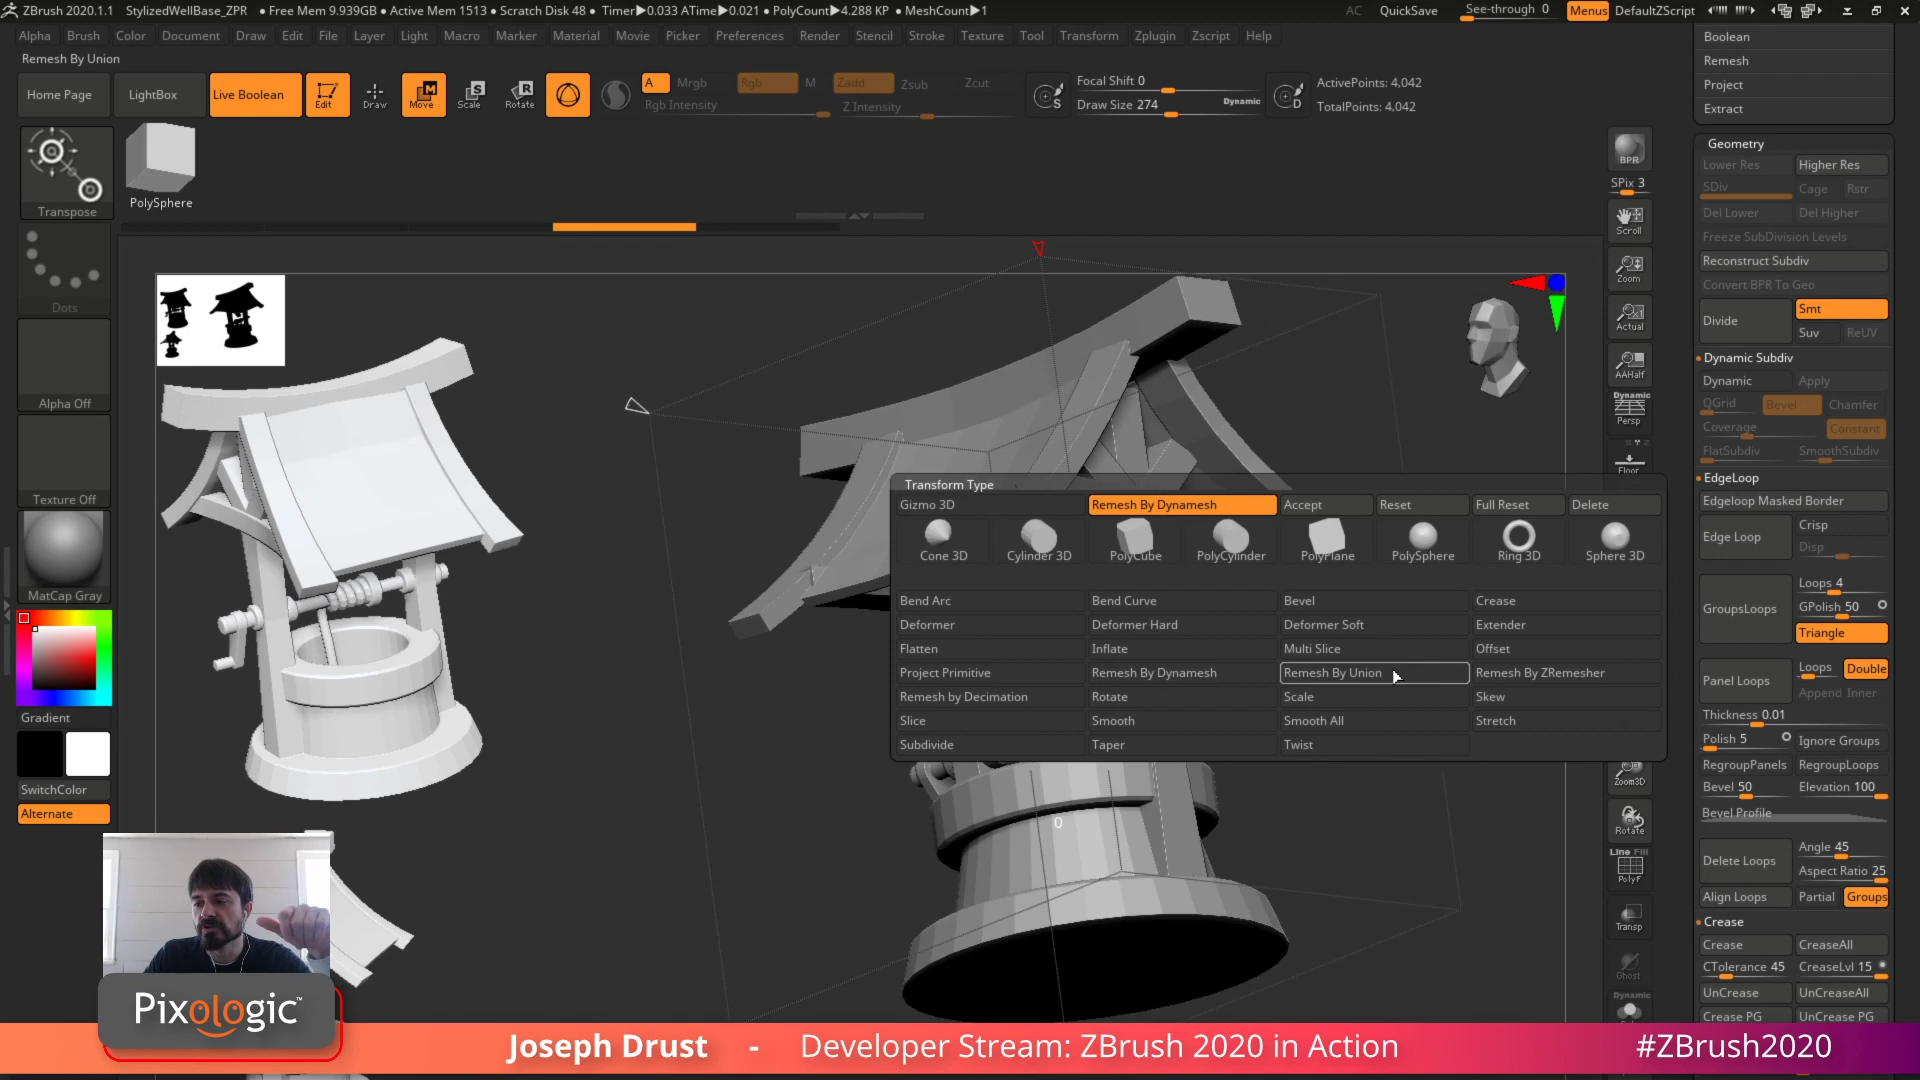 ZBrush 2020.1.1 StylizedWellBase_ZPR • Free Mem 9.939GB • Active Mem 1513 • Scratch Disk 48 • Timer▶0.033 ATime▶0.021 • PolyCount▶4.288 KP • MeshCount▶1 AC QuickSave See-through 0 Menus DefaultZScript
Alpha Brush Color Document Draw Edit File Layer Light Macro Marker Material Movie Picker Preferences Render Stencil Stroke Texture Tool Transform Zplugin Zscript Help
Remesh By Union
Home Page LightBox Live Boolean Edit Draw Move Scale Rotate
A Mrgb Rgb M Zadd Zsub Zcut
Rgb Intensity Z Intensity
S Focal Shift 0
Draw Size 274 Dynamic D
ActivePoints: 4,042
TotalPoints: 4,042
Transpose
PolySphere
Dots
Alpha Off
Texture Off
MatCap Gray
Gradient
SwitchColor
Alternate
BPR
SPix 3
Scroll
Zoom
Actual
AAHalf
Dynamic
Persp
Floor
Transform Type
Gizmo 3D Remesh By Dynamesh Accept Reset Full Reset Delete
Cone 3D Cylinder 3D PolyCube PolyCylinder PolyPlane PolySphere Ring 3D Sphere 3D
Bend Arc Bend Curve Bevel Crease
Deformer Deformer Hard Deformer Soft Extender
Flatten Inflate Multi Slice Offset
Project Primitive Remesh By Dynamesh Remesh By Union Remesh By ZRemesher
Remesh by Decimation Rotate Scale Skew
Slice Smooth Smooth All Stretch
Subdivide Taper Twist
0
Zoom3D
Rotate
Line Fill
PolyF
Transp
Ghost
Dynamic
Boolean
Remesh
Project
Extract
Geometry
Lower Res Higher Res
SDiv Cage Rstr
Del Lower Del Higher
Freeze SubDivision Levels
Reconstruct Subdiv
Convert BPR To Geo
Divide Smt
Suv ReUV
Dynamic Subdiv
Dynamic Apply
QGrid Bevel Chamfer
Coverage Constant
FlatSubdiv SmoothSubdiv
EdgeLoop
Edgeloop Masked Border
Edge Loop Crisp
Disp
GroupsLoops Loops 4
GPolish 50
Triangle
Panel Loops Loops Double
Append Inner
Thickness 0.01
Polish 5 Ignore Groups
RegroupPanels RegroupLoops
Bevel 50 Elevation 100
Bevel Profile
Delete Loops Angle 45
Aspect Ratio 25
Align Loops Partial Groups
Crease
Crease CreaseAll
CTolerance 45 CreaseLvl 15
UnCrease UnCreaseAll
Crease PG UnCrease PG
Pixologic™
Joseph Drust - Developer Stream: ZBrush 2020 in Action #ZBrush2020